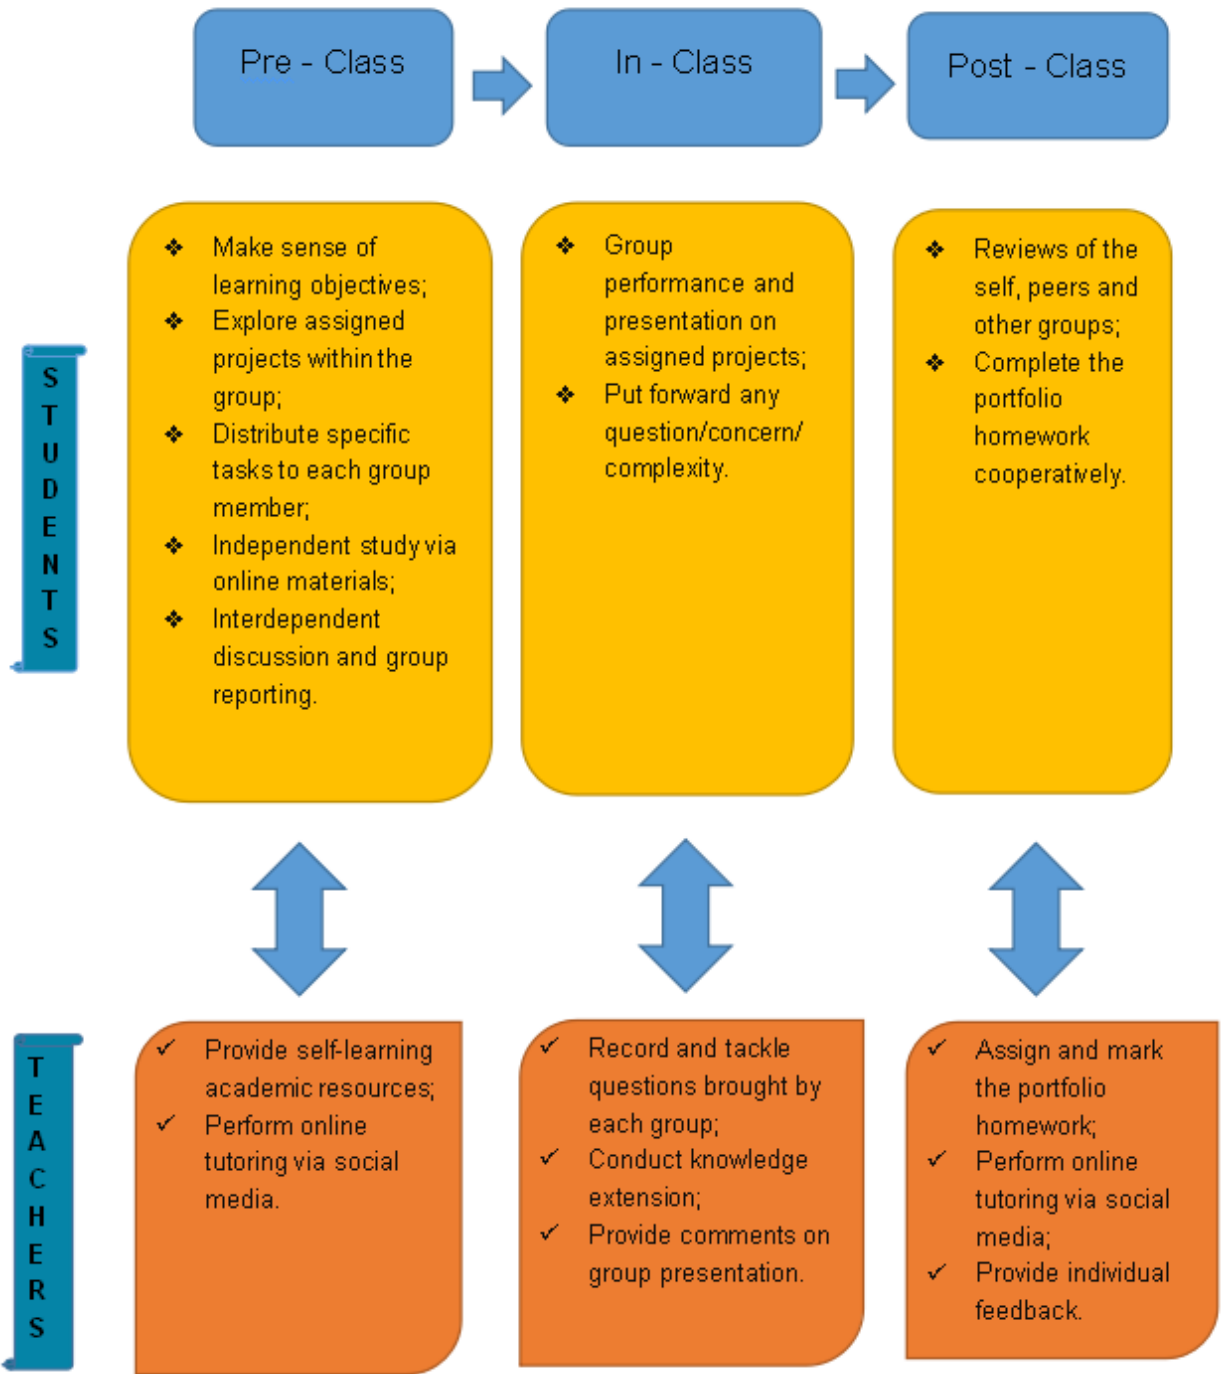 Pre - Class
In - Class
Post - Class
STUDENTS
❖ Make sense of
learning objectives;
❖ Explore assigned
projects within the
group;
❖ Distribute specific
tasks to each group
member;
❖ Independent study via
online materials;
❖ Interdependent
discussion and group
reporting.
❖ Group
performance and
presentation on
assigned projects;
❖ Put forward any
question/concern/
complexity.
❖ Reviews of the
self, peers and
other groups;
❖ Complete the
portfolio
homework
cooperatively.
TEACHERS
✓ Provide self-learning
academic resources;
✓ Perform online
tutoring via social
media.
✓ Record and tackle
questions brought by
each group;
✓ Conduct knowledge
extension;
✓ Provide comments on
group presentation.
✓ Assign and mark
the portfolio
homework;
✓ Perform online
tutoring via social
media;
✓ Provide individual
feedback.